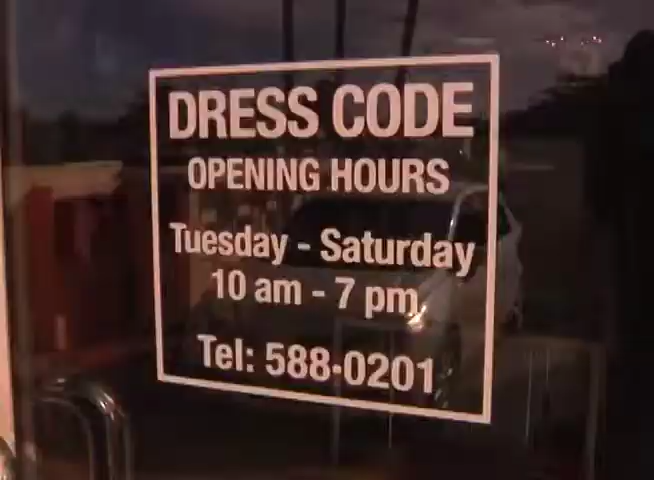 DRESS CODE
OPENING HOURS
Tuesday - Saturday
10 am - 7 pm
Tel: 588-0201